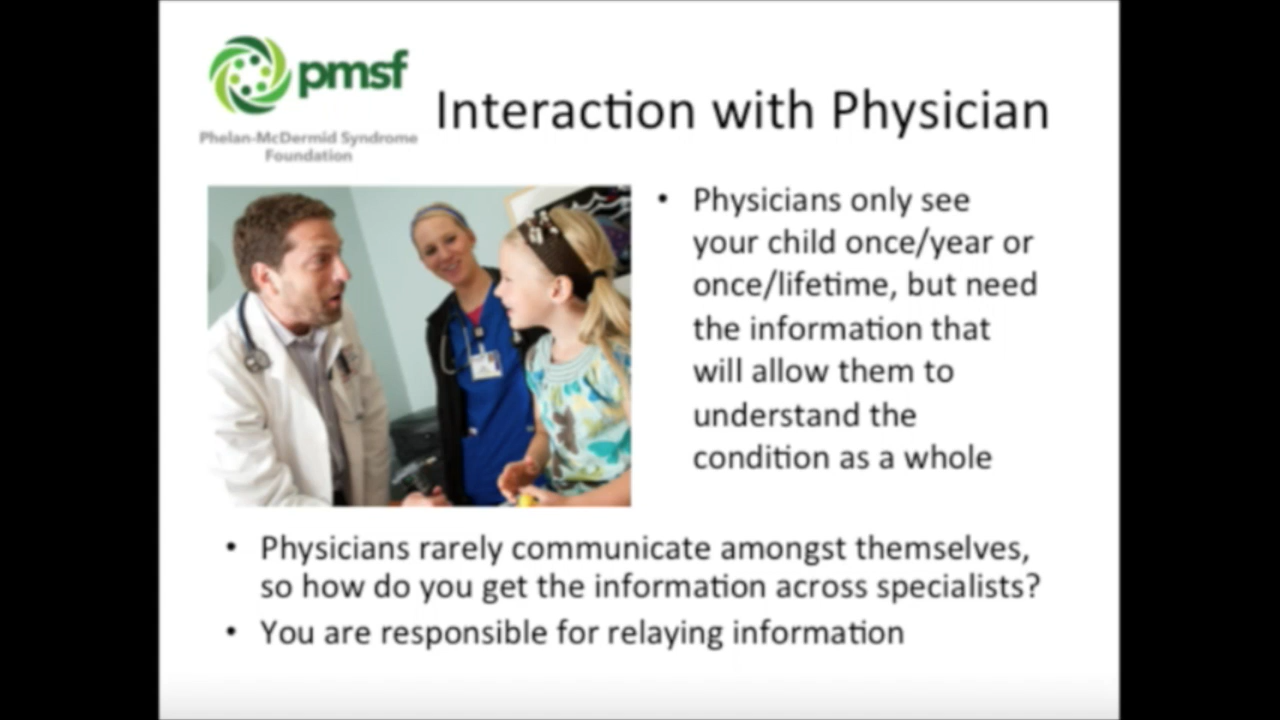 pmsf
Phelan-McDermid Syndrome
Foundation
Interaction with Physician
• Physicians only see
your child once/year or
once/lifetime, but need
the information that
will allow them to
understand the
condition as a whole
• Physicians rarely communicate amongst themselves,
so how do you get the information across specialists?
• You are responsible for relaying information